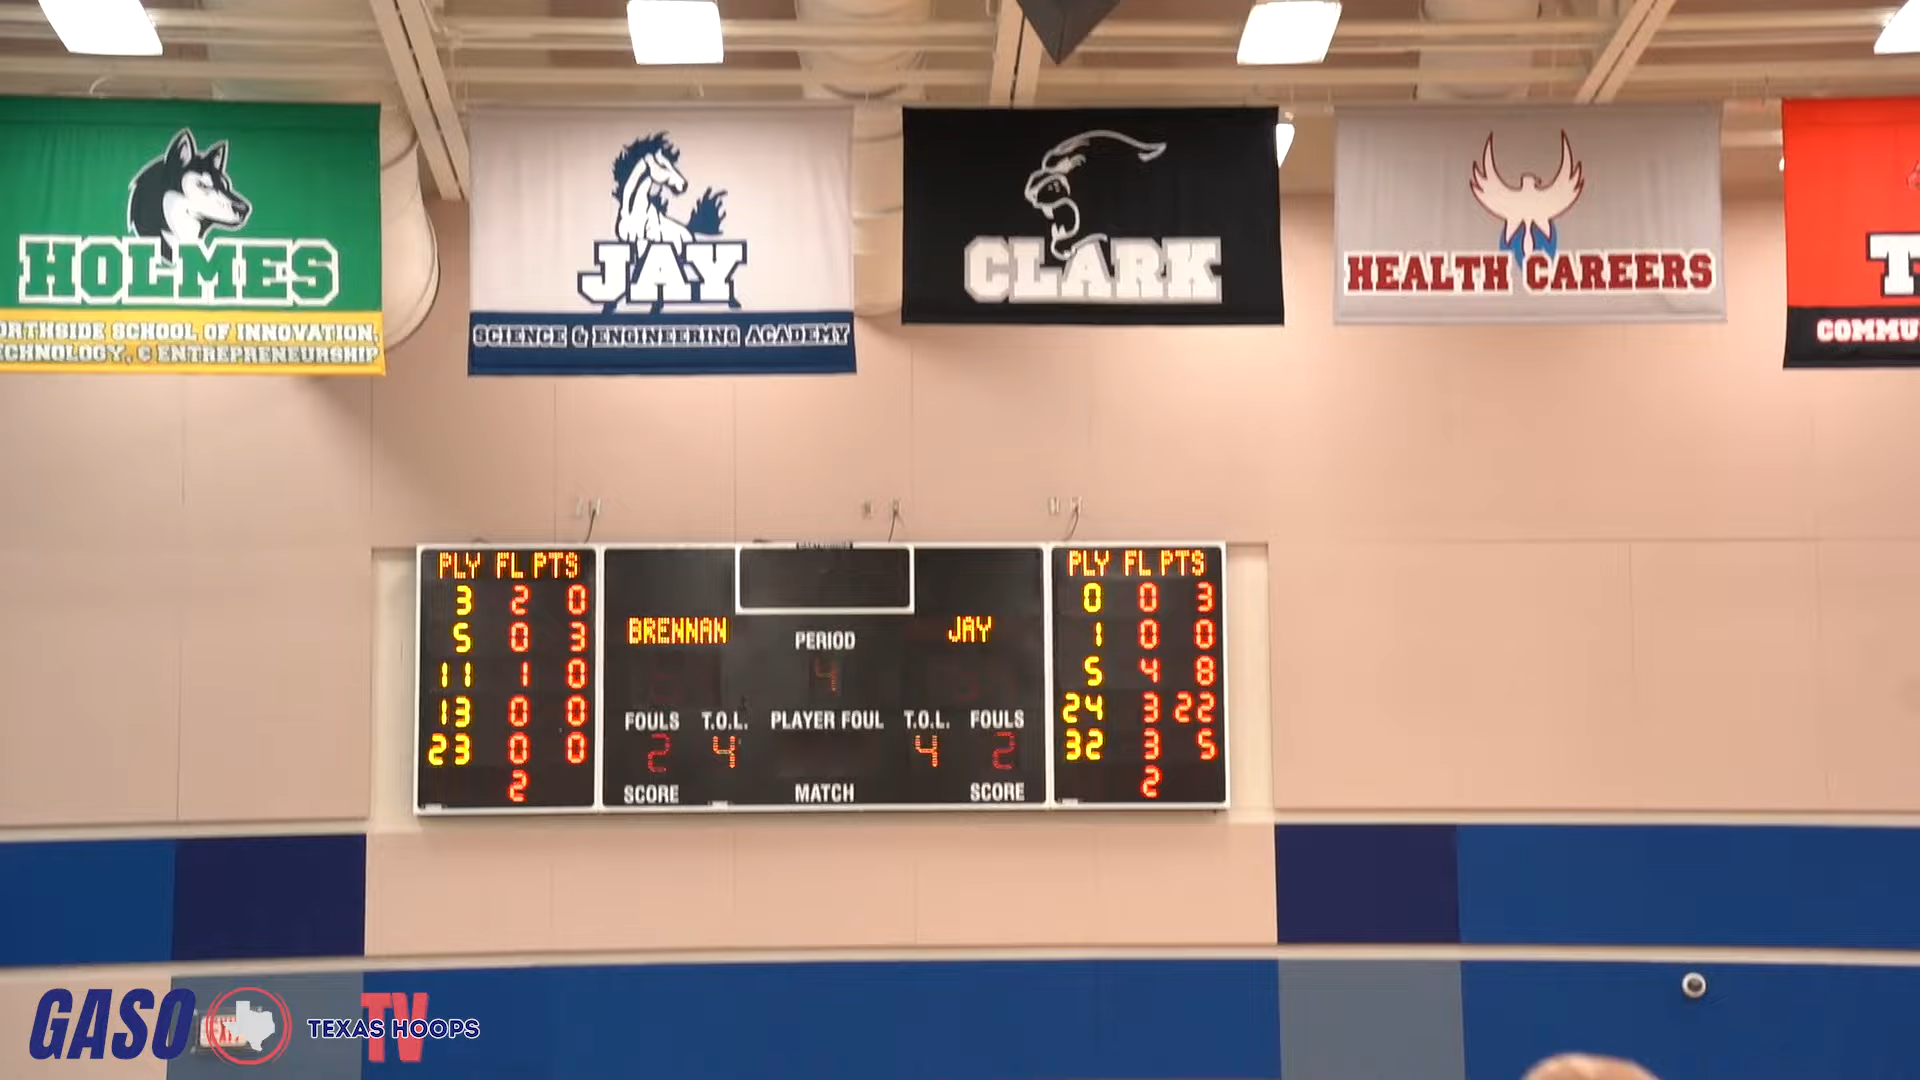 HOLMES
ORTHSIDE SCHOOL OF INNOVATION,
ECHNOLOGY, & ENTREPRENEURSHIP
JAY
SCIENCE & ENGINEERING ACADEMY
CLARK
HEALTH CAREERS
T
COMMU
PLY FL PTS
3 2 0
5 0 3
11 1 0
13 0 0
23 0 0
2
BRENNAN
PERIOD
JAY
4
FOULS T.O.L. PLAYER FOUL T.O.L. FOULS
2 4 4 2
SCORE MATCH SCORE
PLY FL PTS
0 0 3
1 0 0
5 4 8
24 3 22
32 3 5
2
GASO TEXAS HOOPS TV